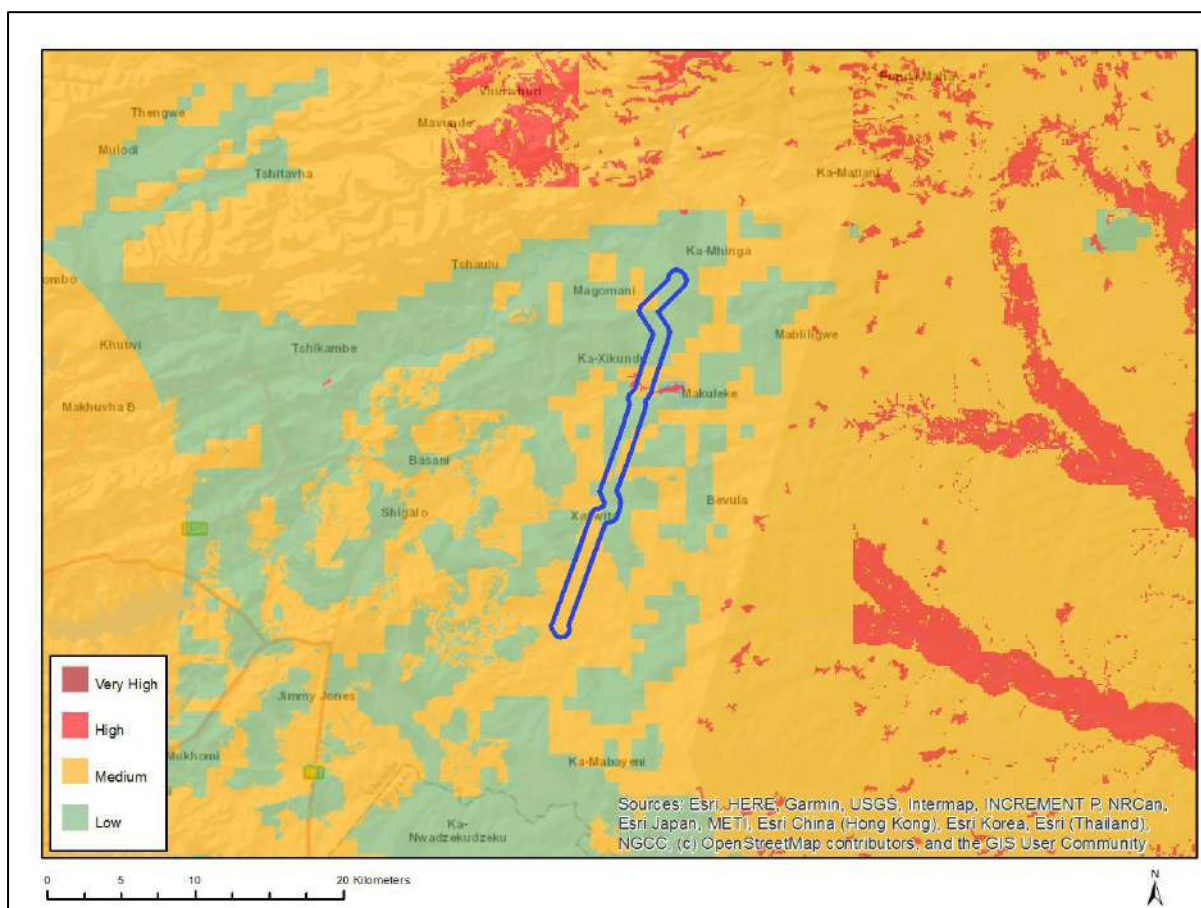 Vhurivhuri
Thengwe
Mavunde
Mulodi
Tshitavha
Ka-Matlani
Ka-Mhinga
Tshaulu
ombo
Magomani
Mabliligwe
Khubvi
Tshikambe
Ka-Xikundu
Makhuvha B
Makuleke
Basani
Bevula
Shigalo
Very High
High
Jimmy Jones
Medium
Mukhomi
Ka-Mabayeni
Low
Ka-
Nwadzekudzeku
Sources: Esri, HERE, Garmin, USGS, Intermap, INCREMENT P, NRCan,
Esri Japan, METI, Esri China (Hong Kong), Esri Korea, Esri (Thailand),
NGCC, (c) OpenStreetMap contributors, and the GIS User Community
0 5 10 20 Kilometers
N